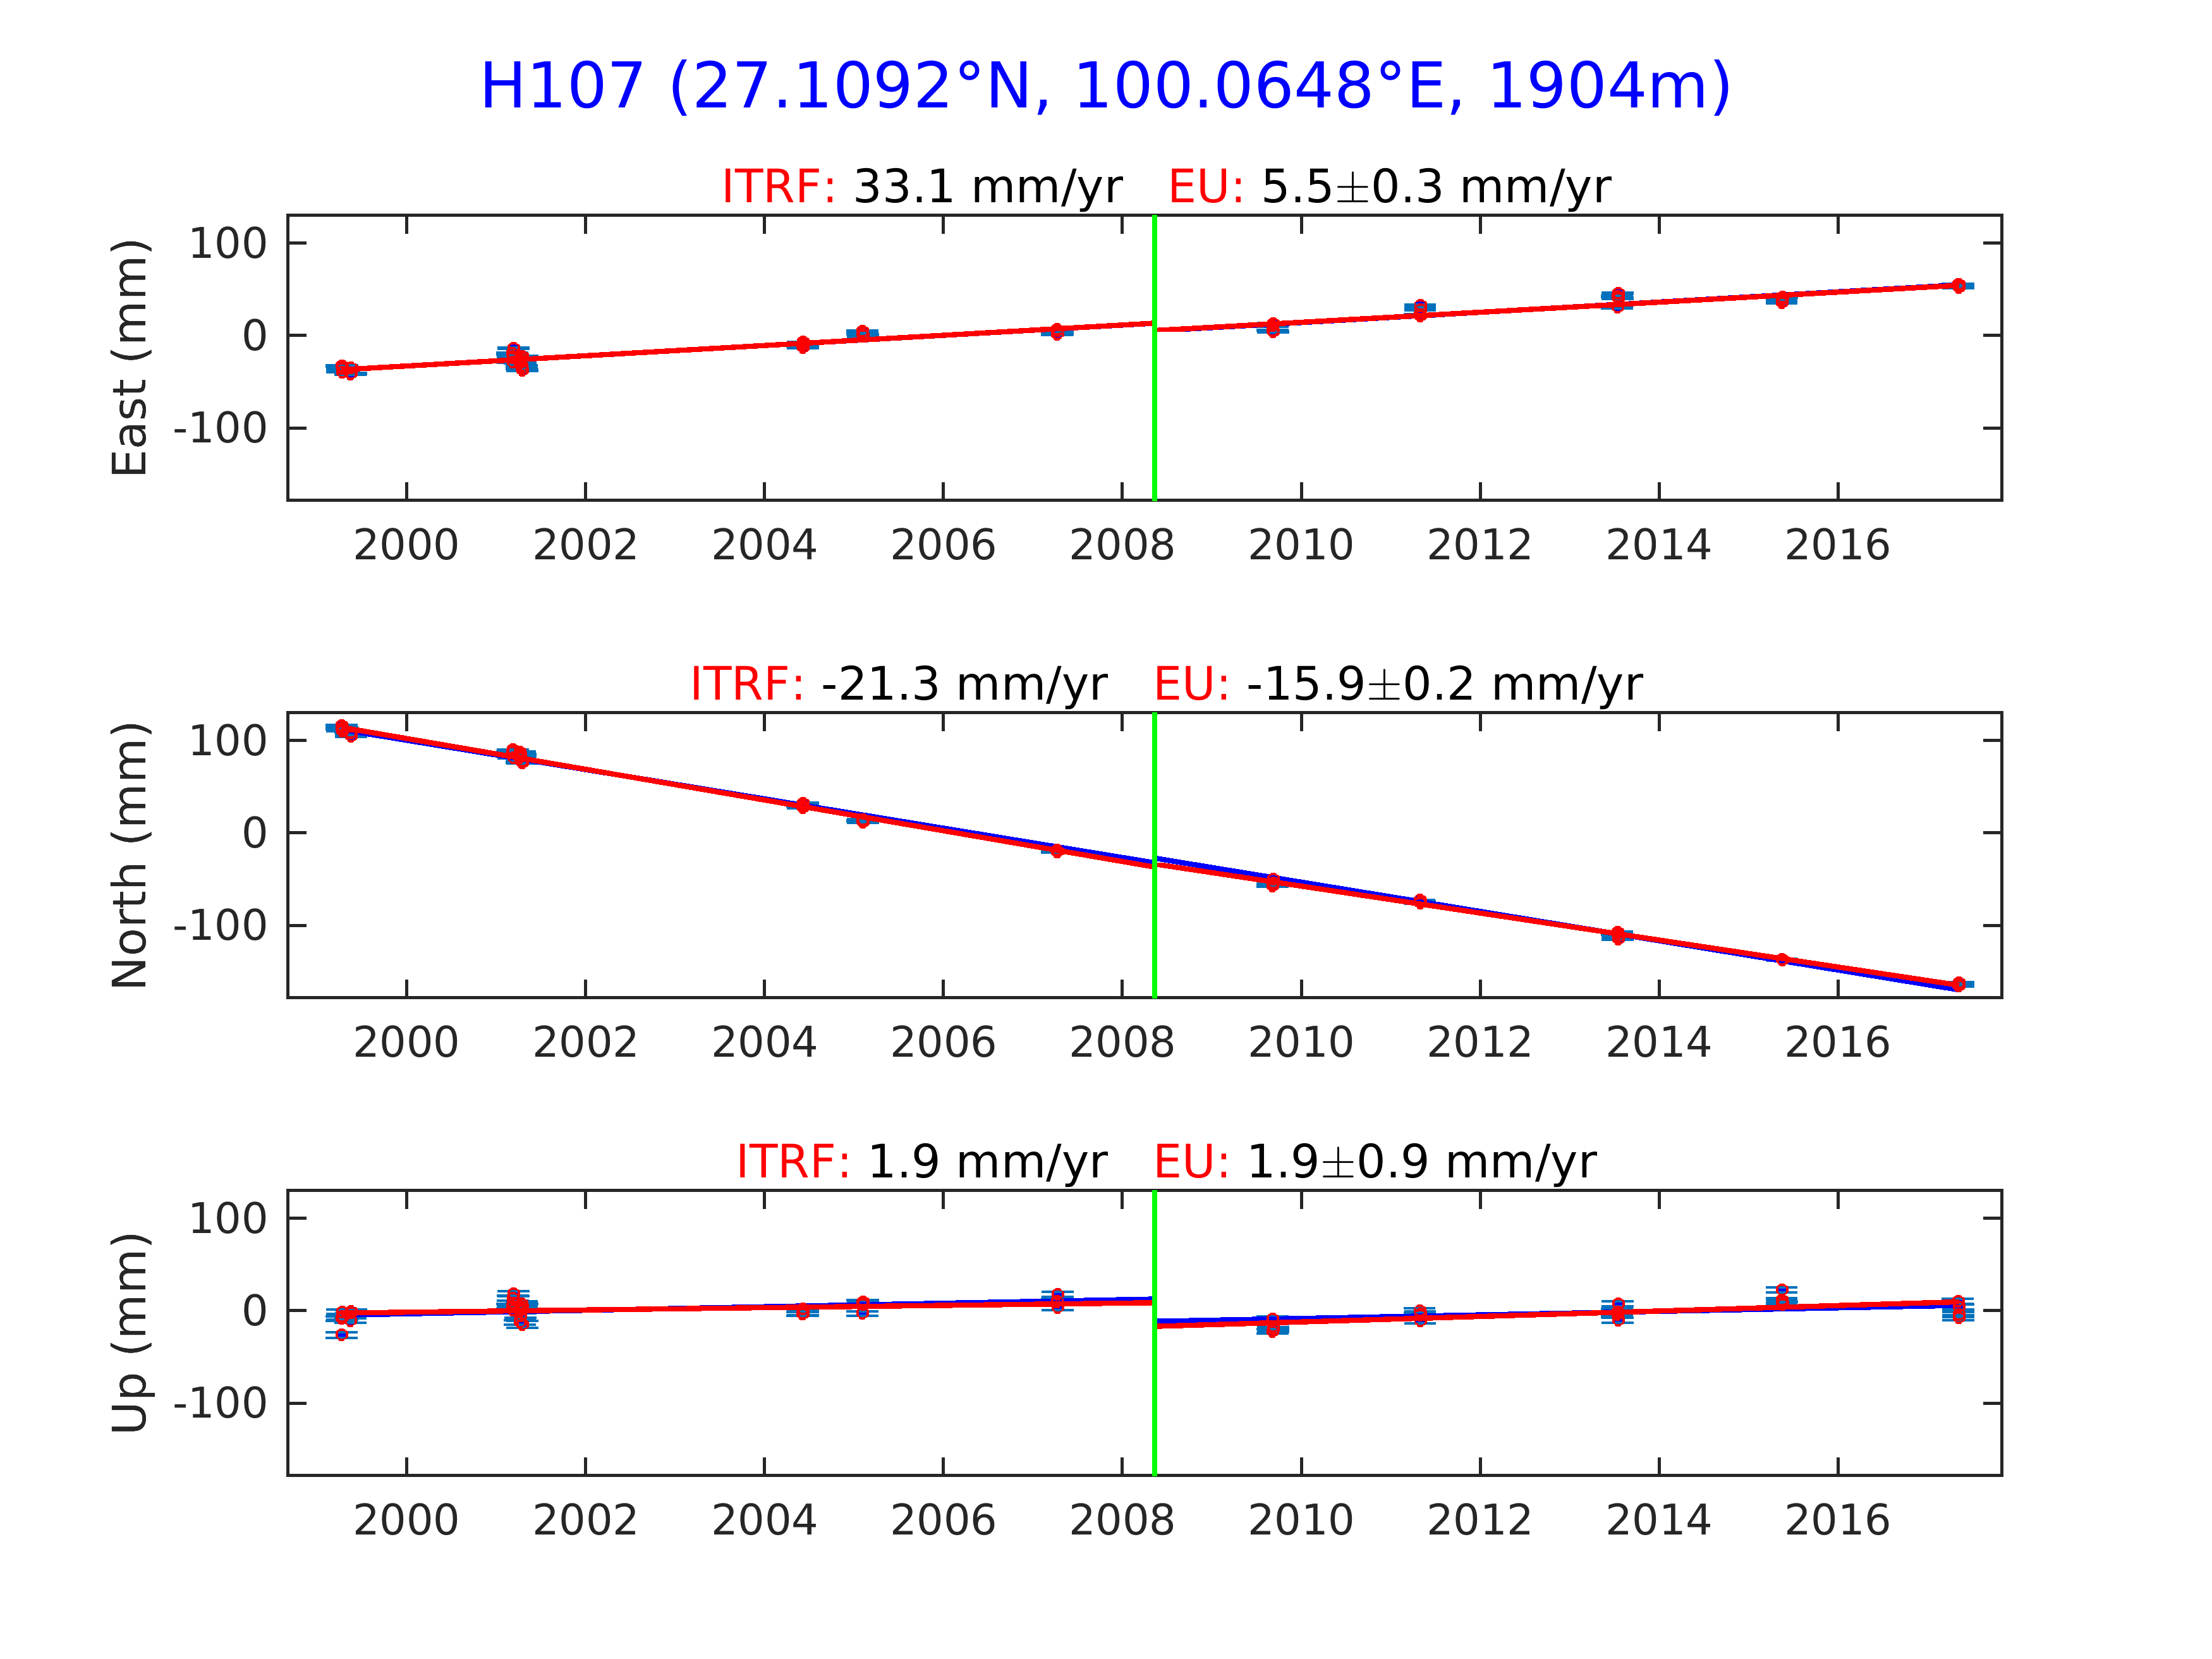 H107 (27.1092°N, 100.0648°E, 1904m)
ITRF: 33.1 mm/yr EU: 5.5±0.3 mm/yr
East (mm)
100
0
-100
2000 2002 2004 2006 2008 2010 2012 2014 2016
ITRF: -21.3 mm/yr EU: -15.9±0.2 mm/yr
North (mm)
100
0
-100
2000 2002 2004 2006 2008 2010 2012 2014 2016
ITRF: 1.9 mm/yr EU: 1.9±0.9 mm/yr
Up (mm)
100
0
-100
2000 2002 2004 2006 2008 2010 2012 2014 2016